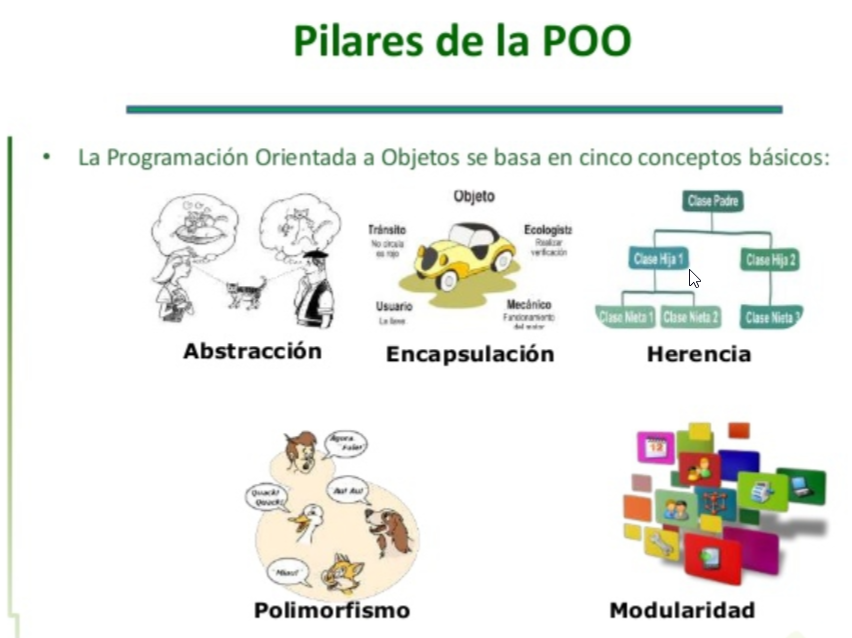 Pilares de la POO
• La Programación Orientada a Objetos se basa en cinco conceptos básicos:
Objeto
Tránsito
No circula
es rojo
Ecologista
Realizar
verificación
Usuario
La lleve
Mecánico
Funcionamiento
del motor
Clase Padre
Clase Hija 1
Clase Hija 2
Clase Nieta 1
Clase Nieta 2
Clase Nieta 3
Abstracción
Encapsulación
Herencia
Agora
Falar!
Quack!
Quack!
Au! Au!
Miau!
12
Polimorfismo
Modularidad